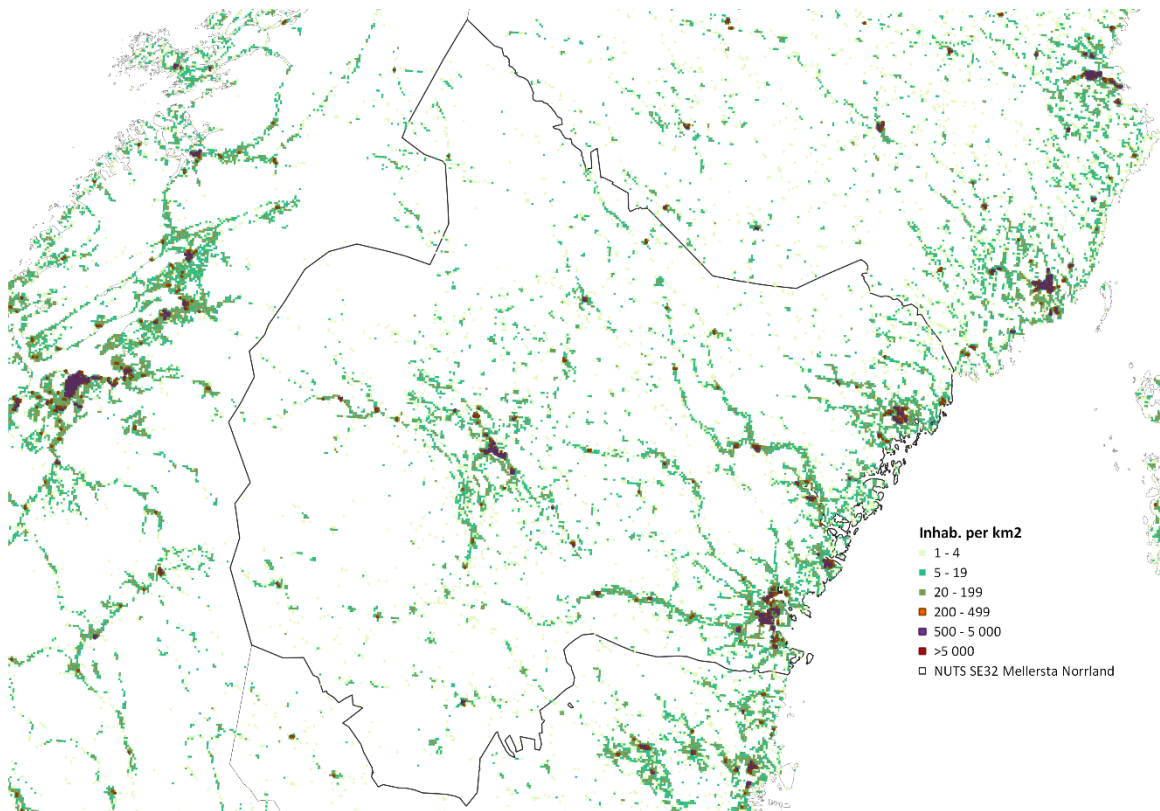 Inhab. per km2
1 - 4
5 - 19
20 - 199
200 - 499
500 - 5 000
>5 000
NUTS SE32 Mellersta Norrland